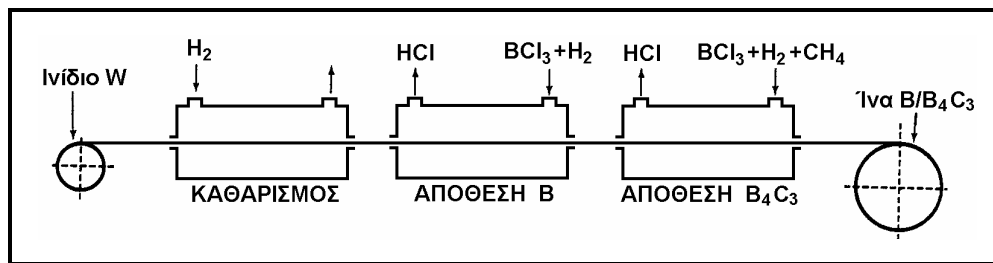 Ινίδιο W
H2
HCl
BCl3+H2
HCl
BCl3+H2+CH4
Ίνα B/B4C3
ΚΑΘΑΡΙΣΜΟΣ
ΑΠΟΘΕΣΗ B
ΑΠΟΘΕΣΗ B4C3